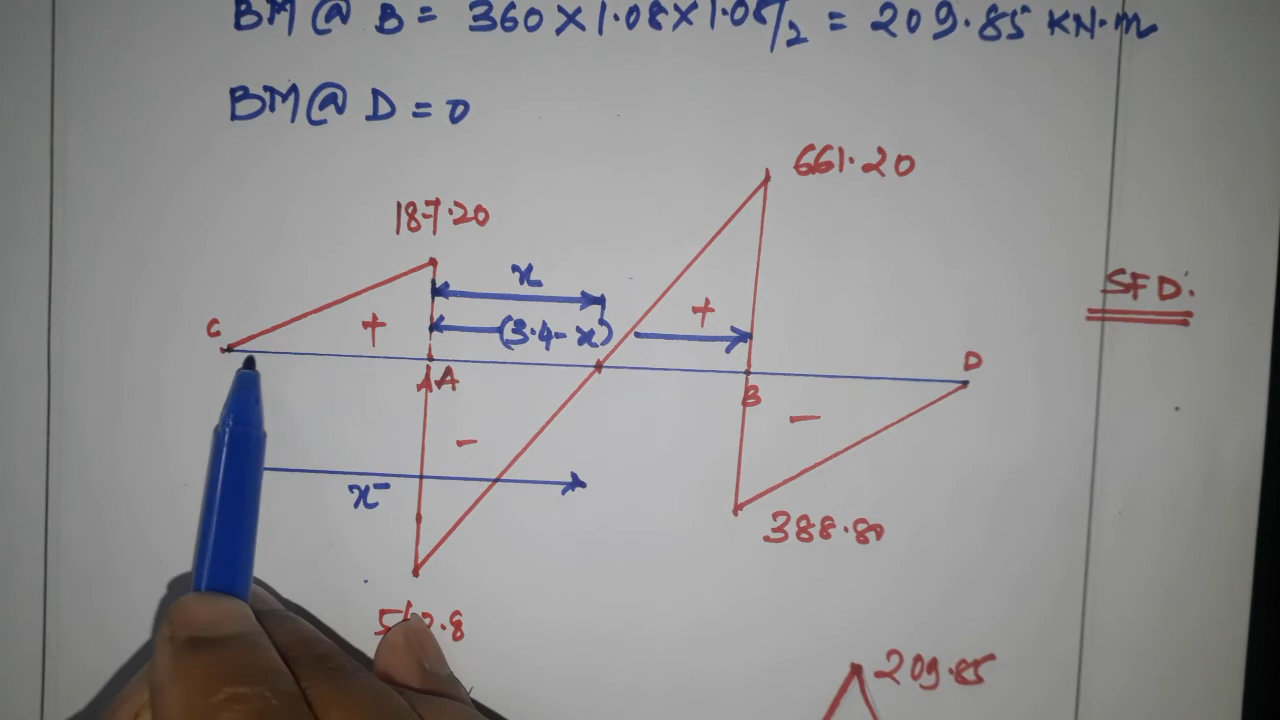 BM @ B = 360 × 1.08 × 1.08/2 = 209.85 KN.m
BM @ D = 0
661.20
187.20
x
SFD.
C
+
(3.4-x)
+
D
A
B
-
-
x
388.80
209.85